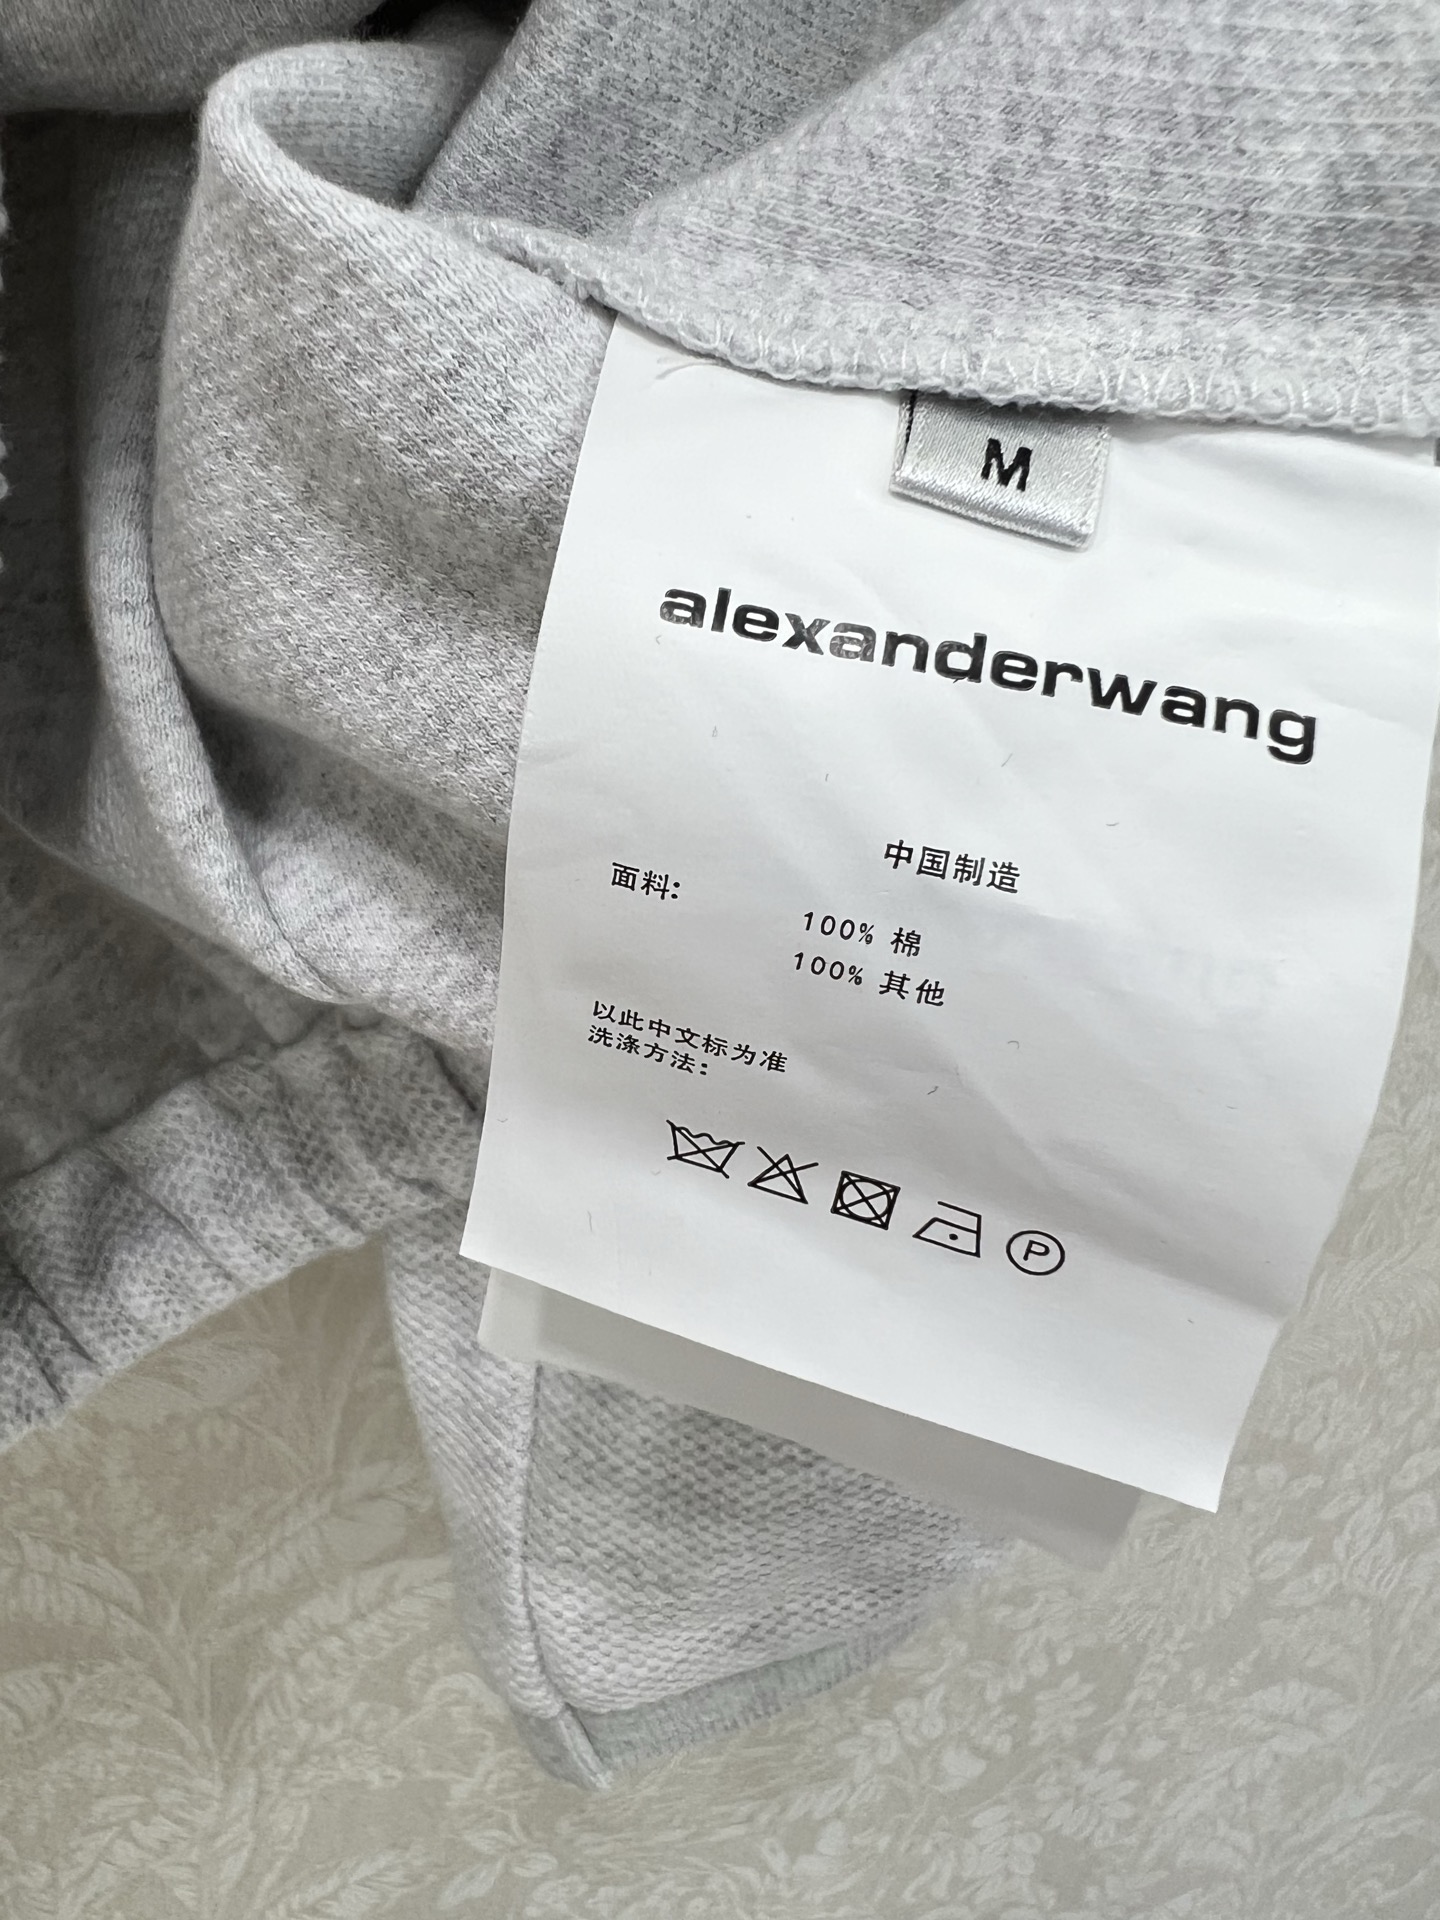 M
alexanderwang
中国制造
面料:
100% 棉
100% 其他
以此中文标为准
洗涤方法:
P